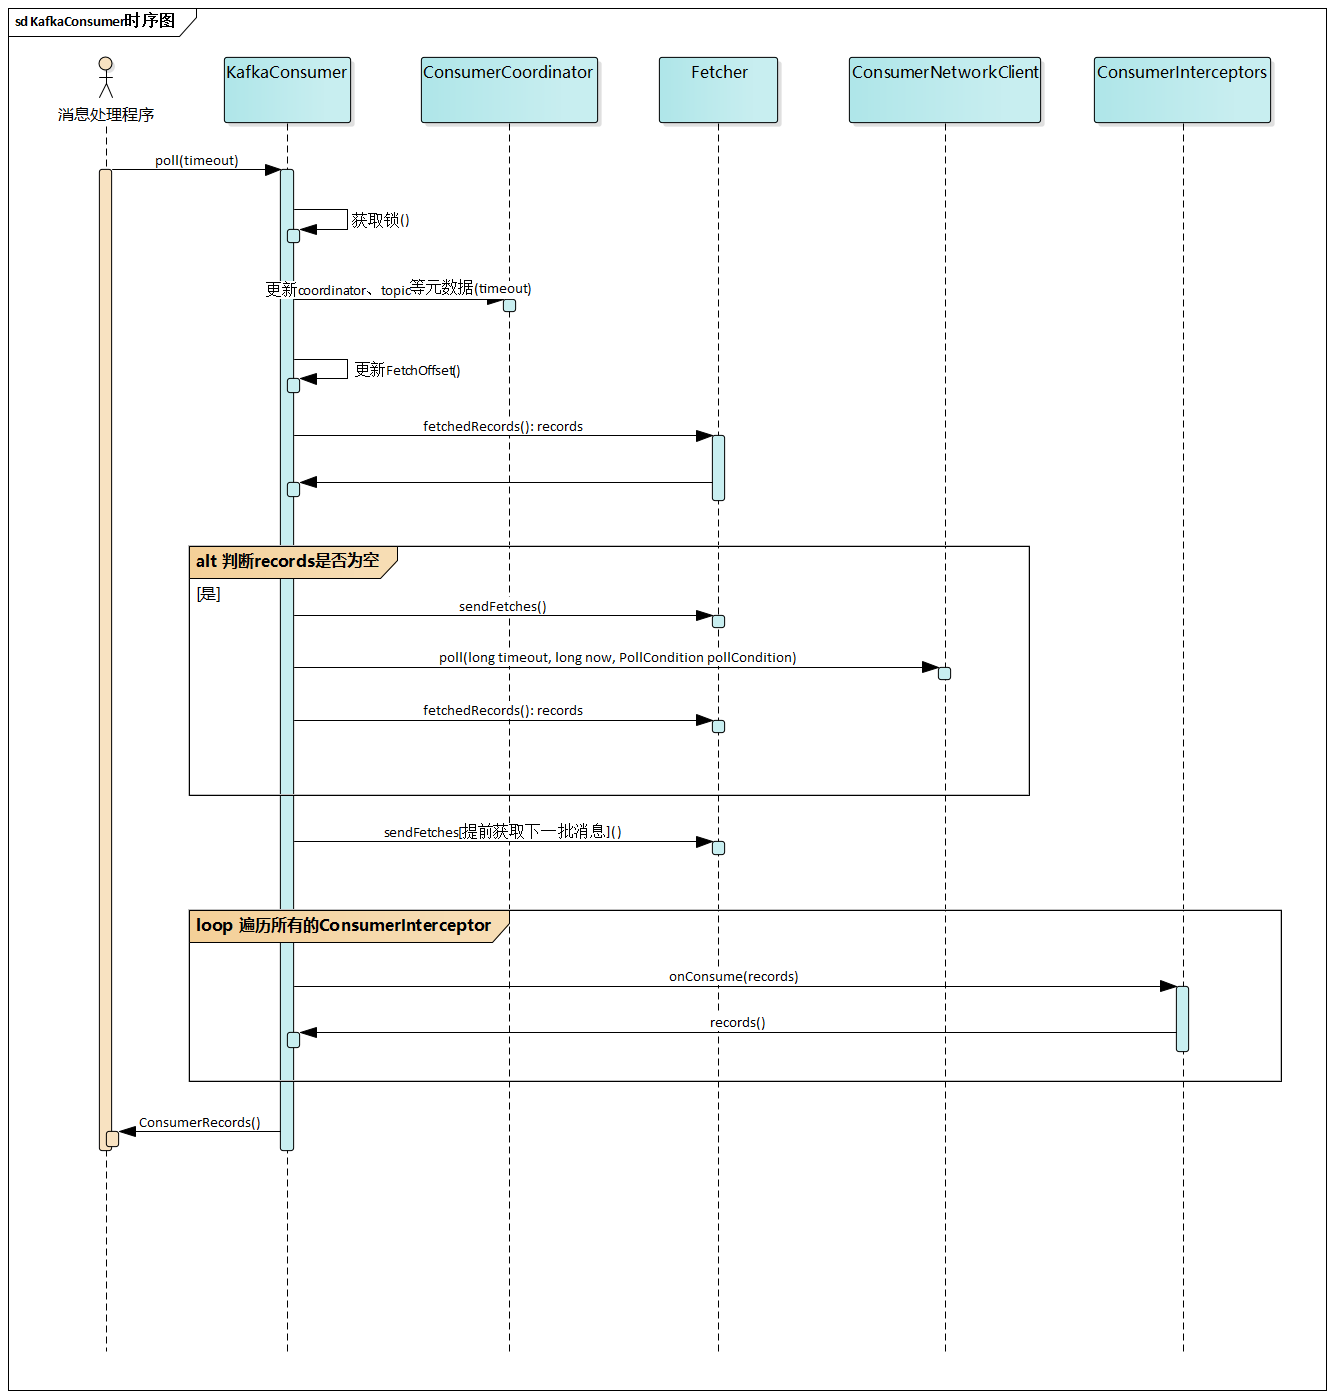 sd KafkaConsumer时序图
消息处理程序
KafkaConsumer
ConsumerCoordinator
Fetcher
ConsumerNetworkClient
ConsumerInterceptors
poll(timeout)
获取锁()
更新coordinator、topic等元数据(timeout)
更新FetchOffset()
fetchedRecords(): records
alt 判断records是否为空
[是]
sendFetches()
poll(long timeout, long now, PollCondition pollCondition)
fetchedRecords(): records
sendFetches[提前获取下一批消息]()
loop 遍历所有的ConsumerInterceptor
onConsume(records)
records()
ConsumerRecords()